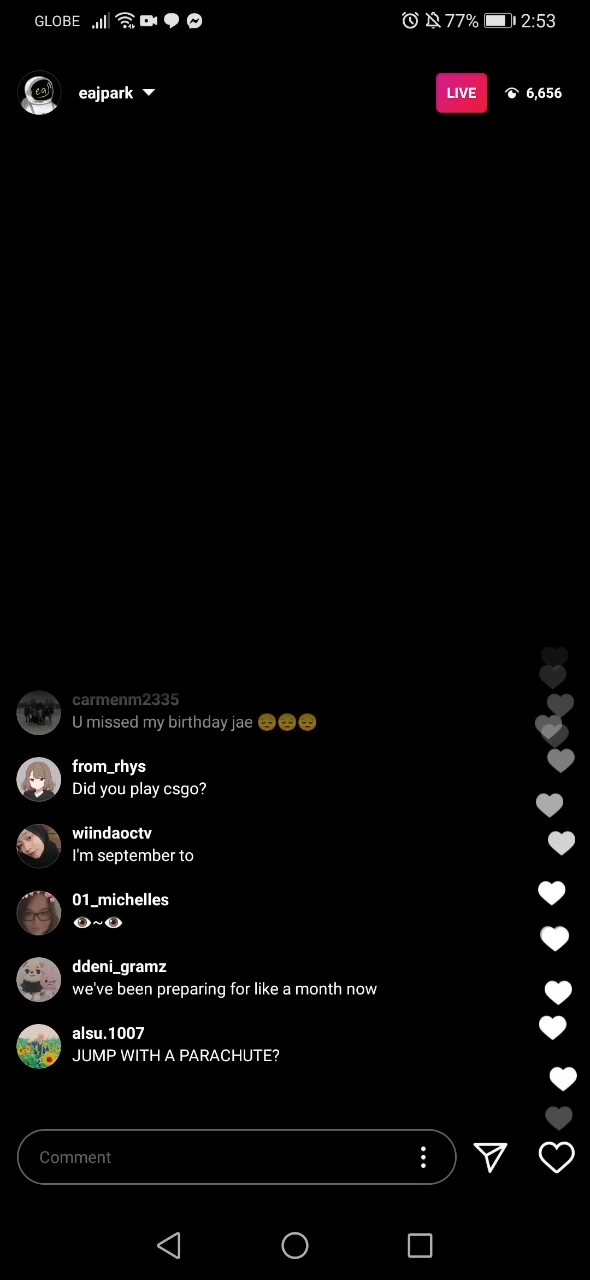 GLOBE 77% 2:53
eajpark LIVE 6,656
carmenm2335
U missed my birthday jae 😔😔😔
from_rhys
Did you play csgo?
wiindaoctv
I'm september to
01_michelles
👁️~👁️
ddeni_gramz
we've been preparing for like a month now
alsu.1007
JUMP WITH A PARACHUTE?
Comment